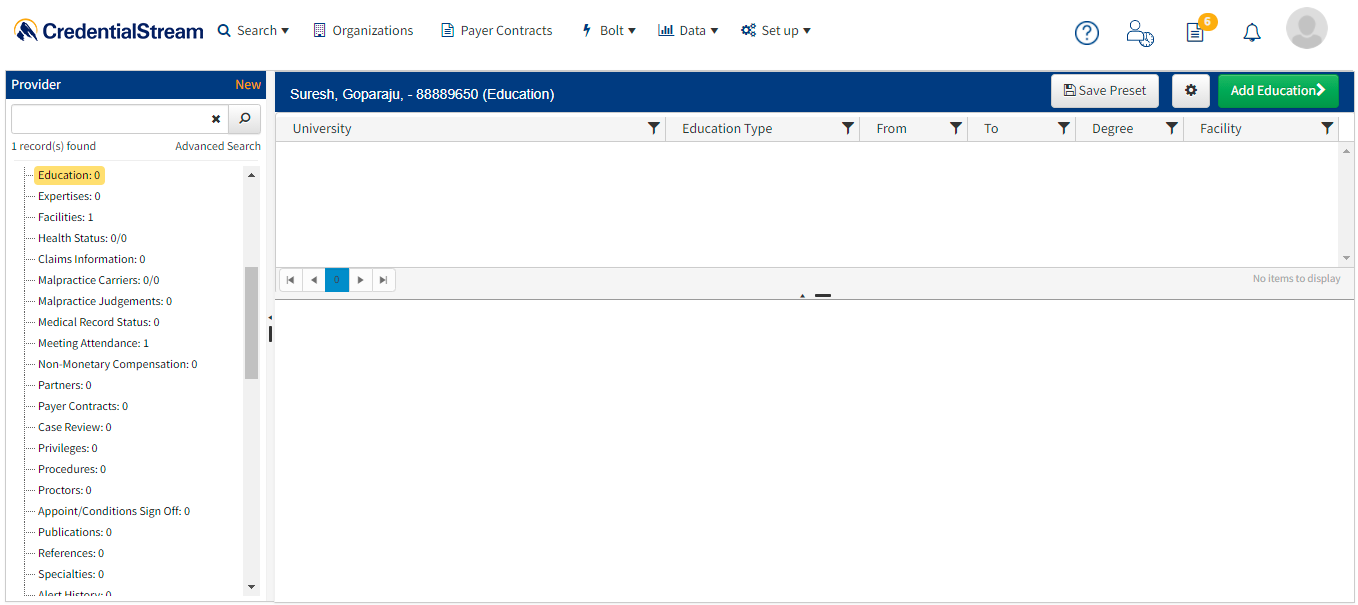 CredentialStream Search Organizations Payer Contracts Bolt Data Set up 6
Provider New
Suresh, Goparaju, - 88889650 (Education) Save Preset Add Education
1 record(s) found Advanced Search
University Education Type From To Degree Facility
Education: 0
Expertises: 0
Facilities: 1
Health Status: 0/0
Claims Information: 0
Malpractice Carriers: 0/0
Malpractice Judgements: 0
Medical Record Status: 0
Meeting Attendance: 1
Non-Monetary Compensation: 0
Partners: 0
Payer Contracts: 0
Case Review: 0
Privileges: 0
Procedures: 0
Proctors: 0
Appoint/Conditions Sign Off: 0
Publications: 0
References: 0
Specialties: 0
Alert History: 0
0 No items to display